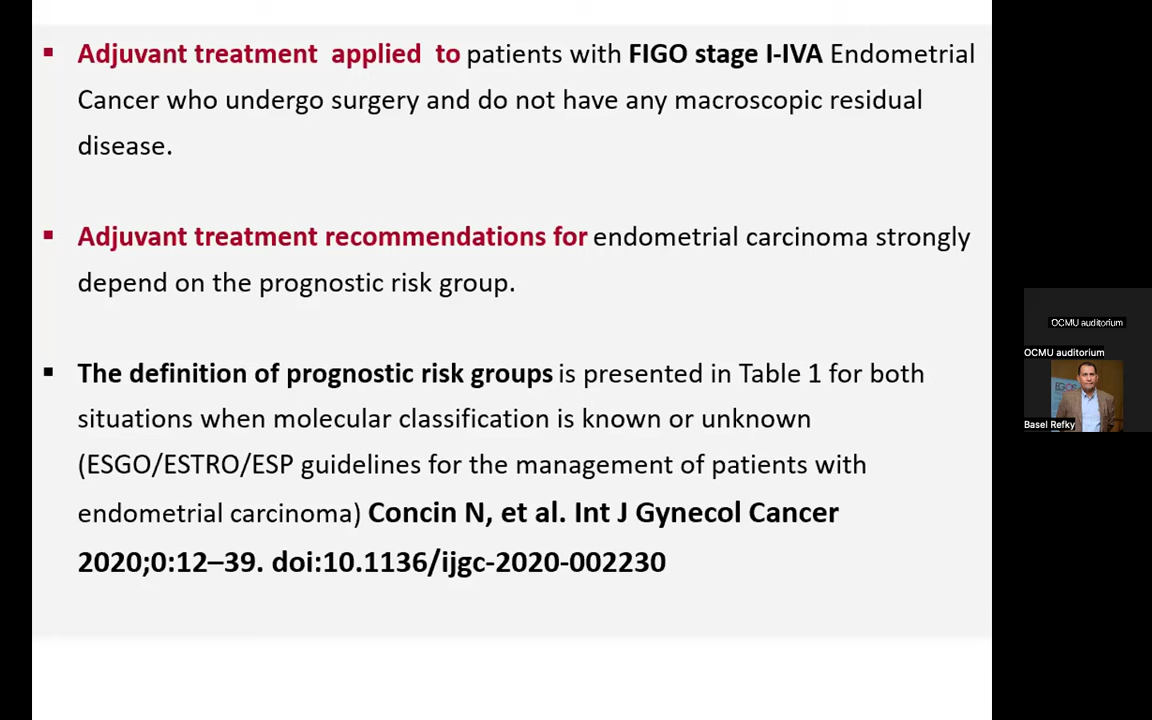 ▪ Adjuvant treatment applied to patients with FIGO stage I-IVA Endometrial
Cancer who undergo surgery and do not have any macroscopic residual
disease.
▪ Adjuvant treatment recommendations for endometrial carcinoma strongly
depend on the prognostic risk group.
▪ The definition of prognostic risk groups is presented in Table 1 for both
situations when molecular classification is known or unknown
(ESGO/ESTRO/ESP guidelines for the management of patients with
endometrial carcinoma) Concin N, et al. Int J Gynecol Cancer
2020;0:12–39. doi:10.1136/ijgc-2020-002230
OCMU auditorium
OCMU auditorium
Basel Refky